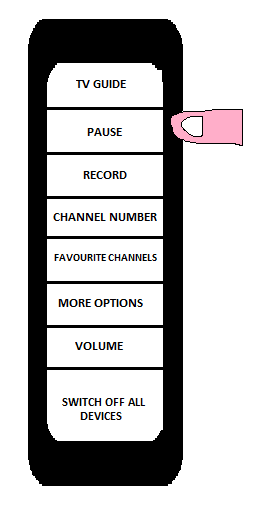 TV GUIDE
PAUSE
RECORD
CHANNEL NUMBER
FAVOURITE CHANNELS
MORE OPTIONS
VOLUME
SWITCH OFF ALL
DEVICES